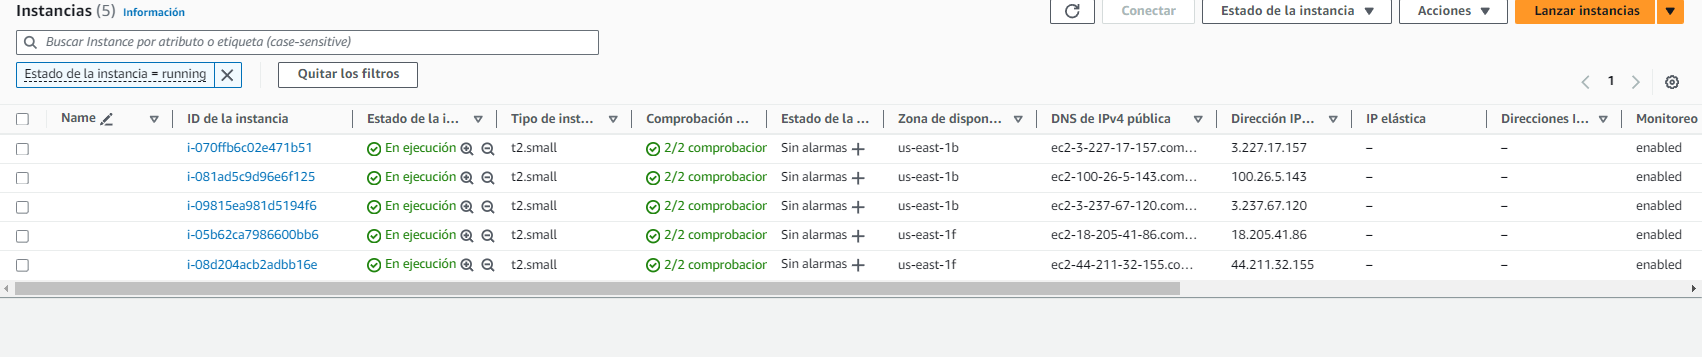 Instancias (5) Información
Conectar Estado de la instancia Acciones Lanzar instancias
Buscar Instance por atributo o etiqueta (case-sensitive)
Estado de la instancia = running Quitar los filtros
1
Name ID de la instancia Estado de la i... Tipo de inst... Comprobación ... Estado de la ... Zona de dispon... DNS de IPv4 pública Dirección IP... IP elástica Direcciones I... Monitoreo
i-070ffb6c02e471b51 En ejecución t2.small 2/2 comprobacior Sin alarmas us-east-1b ec2-3-227-17-157.com... 3.227.17.157 – – enabled
i-081ad5c9d96e6f125 En ejecución t2.small 2/2 comprobacior Sin alarmas us-east-1b ec2-100-26-5-143.com... 100.26.5.143 – – enabled
i-09815ea981d5194f6 En ejecución t2.small 2/2 comprobacior Sin alarmas us-east-1b ec2-3-237-67-120.com... 3.237.67.120 – – enabled
i-05b62ca7986600bb6 En ejecución t2.small 2/2 comprobacior Sin alarmas us-east-1f ec2-18-205-41-86.com... 18.205.41.86 – – enabled
i-08d204acb2adbb16e En ejecución t2.small 2/2 comprobacior Sin alarmas us-east-1f ec2-44-211-32-155.co... 44.211.32.155 – – enabled